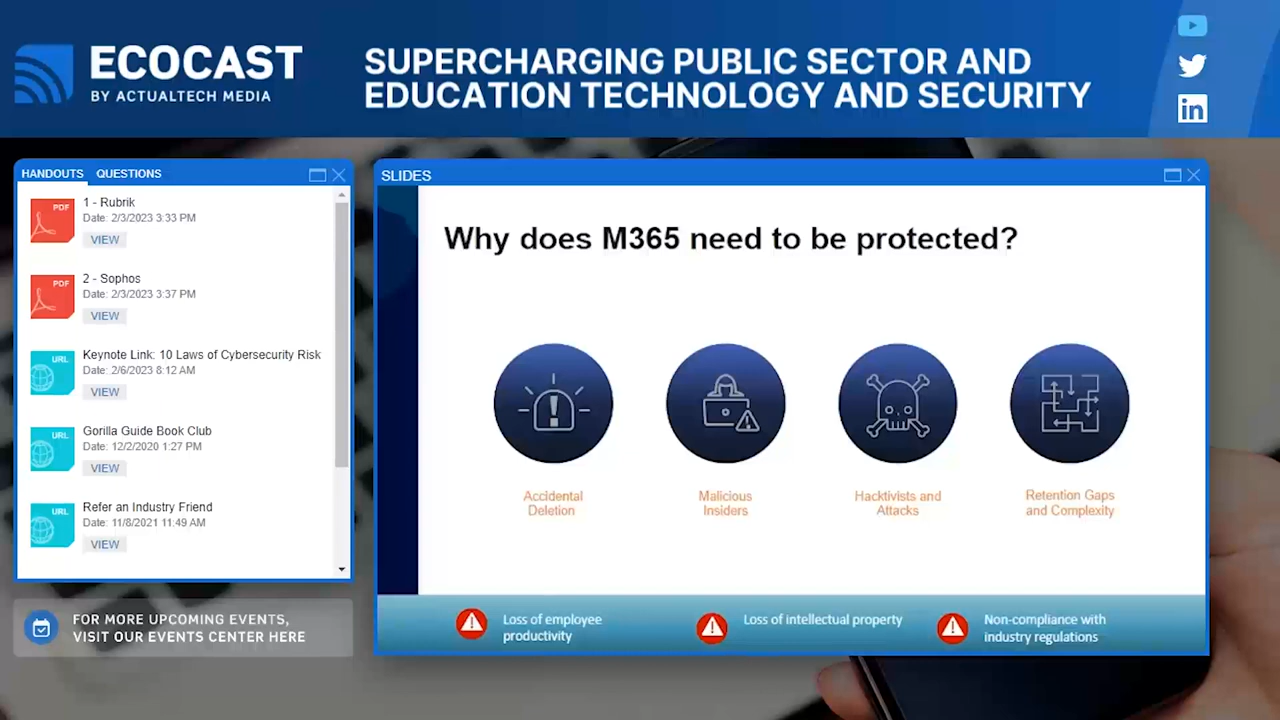 ECOCAST
BY ACTUALTECH MEDIA
SUPERCHARGING PUBLIC SECTOR AND
EDUCATION TECHNOLOGY AND SECURITY
in
HANDOUTS QUESTIONS
PDF
1 - Rubrik
Date: 2/3/2023 3:33 PM
VIEW
PDF
2 - Sophos
Date: 2/3/2023 3:37 PM
VIEW
URL
Keynote Link: 10 Laws of Cybersecurity Risk
Date: 2/6/2023 8:12 AM
VIEW
URL
Gorilla Guide Book Club
Date: 12/2/2020 1:27 PM
VIEW
URL
Refer an Industry Friend
Date: 11/8/2021 11:49 AM
VIEW
FOR MORE UPCOMING EVENTS,
VISIT OUR EVENTS CENTER HERE
SLIDES
Why does M365 need to be protected?
Accidental
Deletion
Malicious
Insiders
Hacktivists and
Attacks
Retention Gaps
and Complexity
Loss of employee
productivity
Loss of intellectual property
Non-compliance with
industry regulations